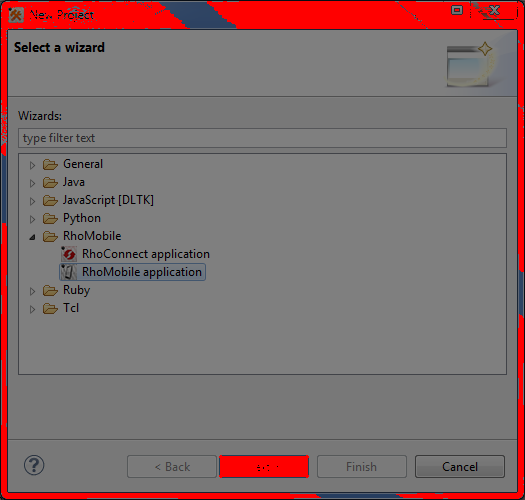 New Project
Select a wizard
Wizards:
type filter text
General
Java
JavaScript [DLTK]
Python
RhoMobile
RhoConnect application
RhoMobile application
Ruby
Tcl
?
< Back
Finish
Cancel